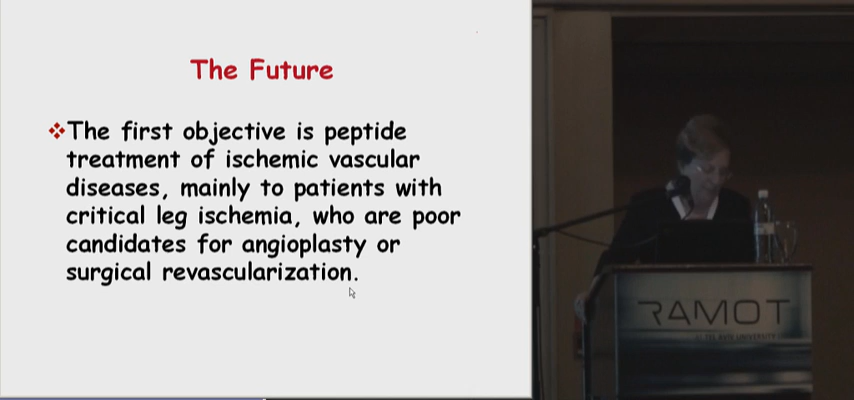 The Future
❖The first objective is peptide
treatment of ischemic vascular
diseases, mainly to patients with
critical leg ischemia, who are poor
candidates for angioplasty or
surgical revascularization.
RAMOT